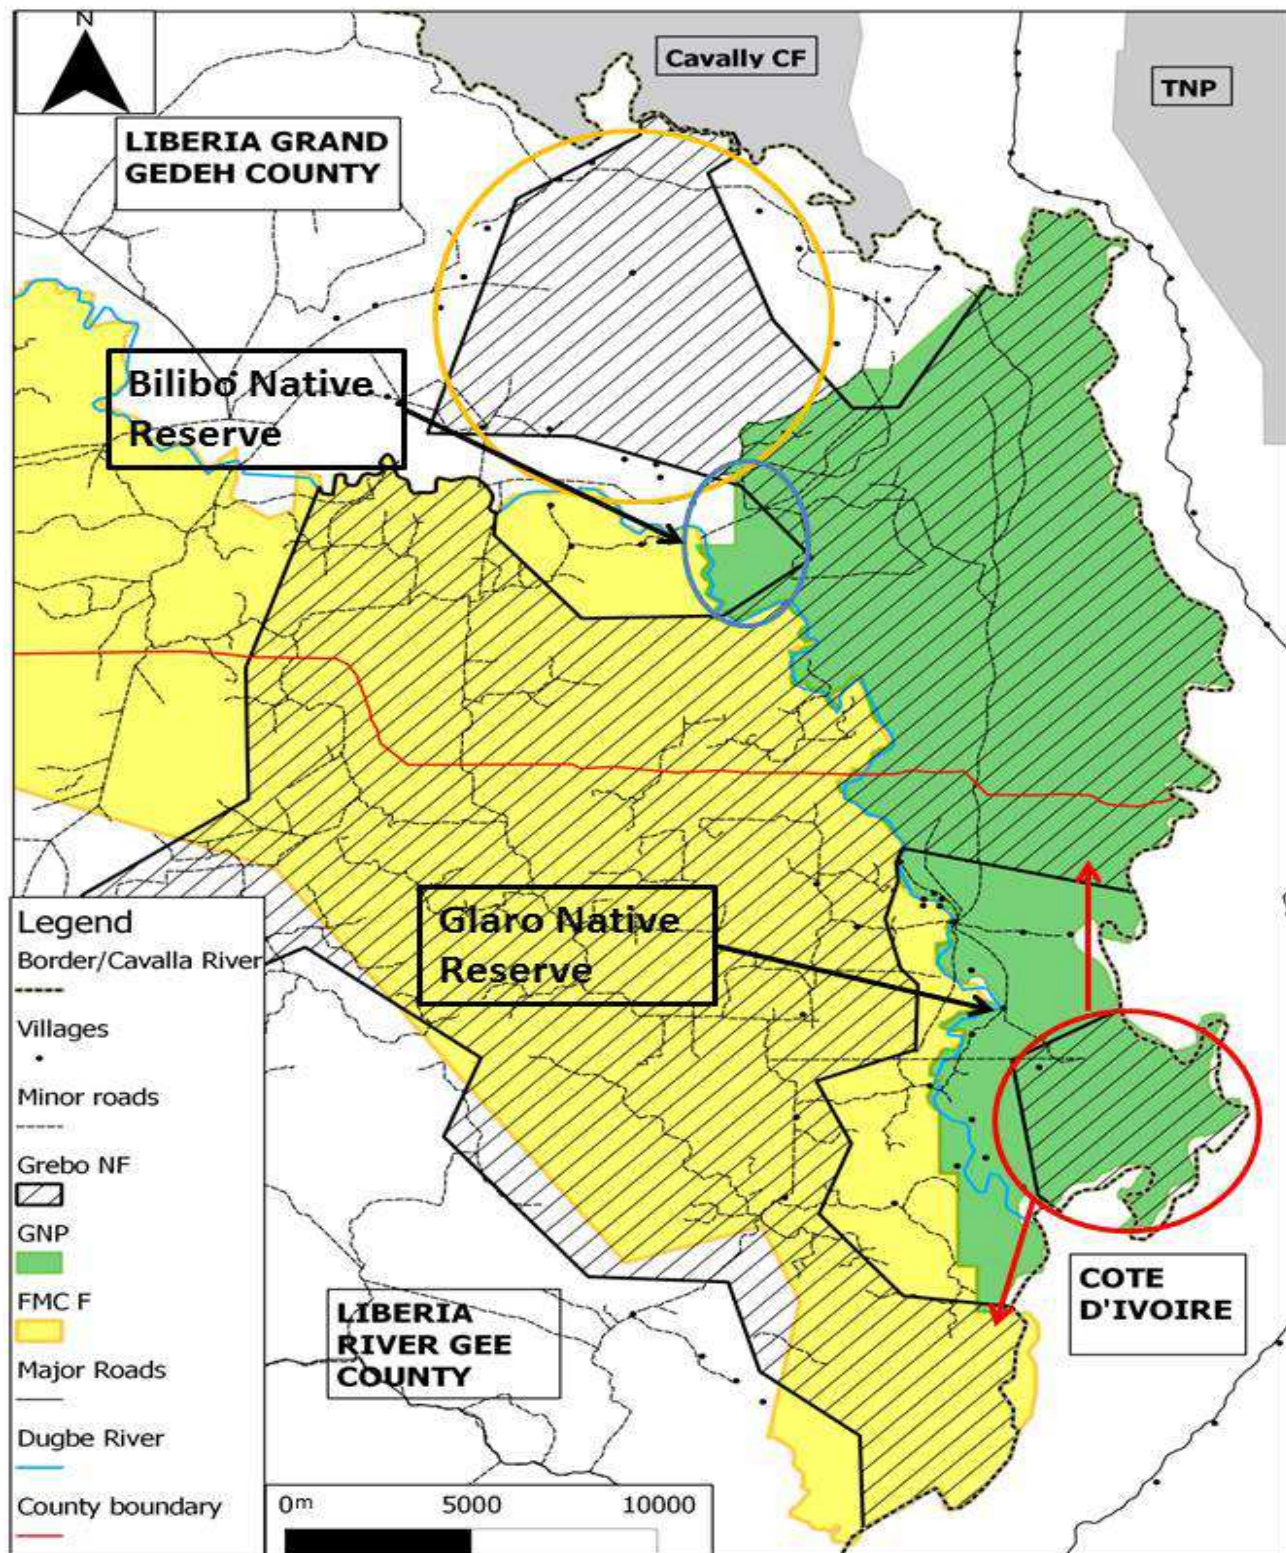 N
Cavally CF
TNP
LIBERIA GRAND
GEDEH COUNTY
Bilibo Native
Reserve
Glaro Native
Reserve
Legend
Border/Cavalla River
Villages
Minor roads
Grebo NF
GNP
FMC F
Major Roads
Dugbe River
County boundary
LIBERIA
RIVER GEE
COUNTY
COTE
D'IVOIRE
0m 5000 10000